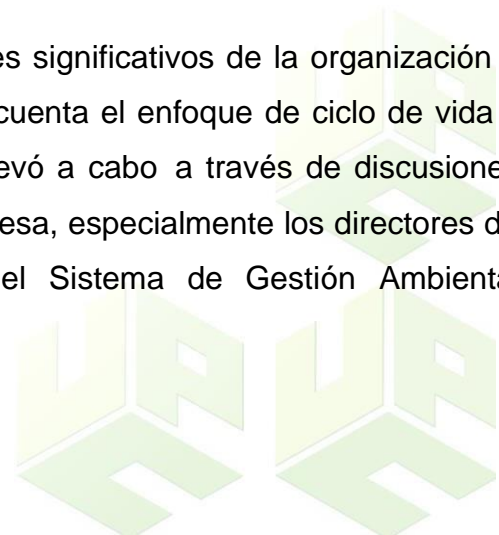 es significativos de la organización
cuenta el enfoque de ciclo de vida
evó a cabo a través de discusione
esa, especialmente los directores d
el Sistema de Gestión Ambienta